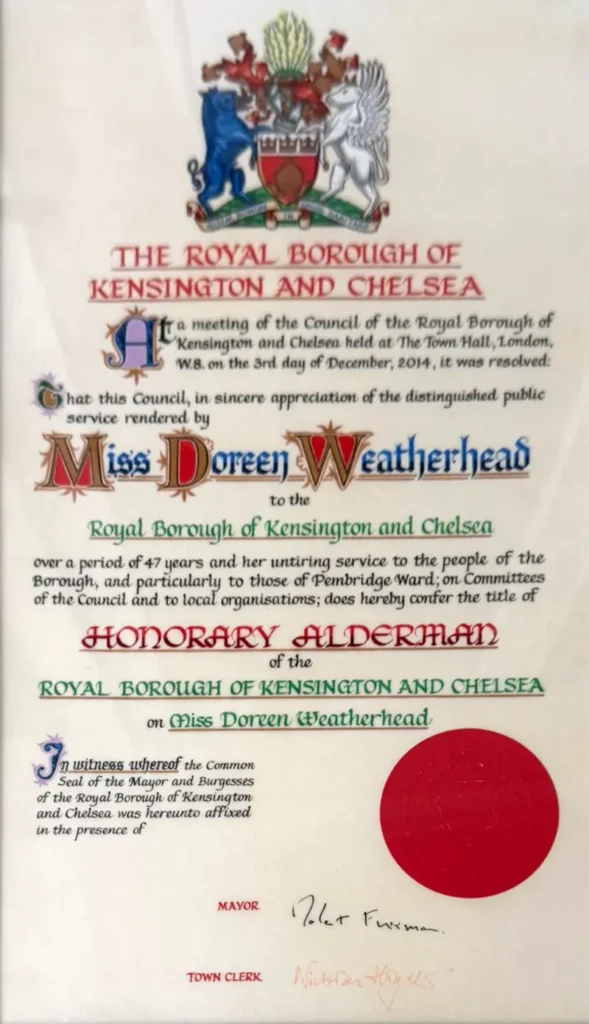 THE ROYAL BOROUGH OF
KENSINGTON AND CHELSEA
At a meeting of the Council of the Royal Borough of
Kensington and Chelsea held at The Town Hall, London,
W.8. on the 3rd day of December, 2014, it was resolved:
That this Council, in sincere appreciation of the distinguished public
service rendered by
Miss Doreen Weatherhead
to the
Royal Borough of Kensington and Chelsea
over a period of 47 years and her untiring service to the people of the
Borough, and particularly to those of Pembridge Ward; on Committees
of the Council and to local organisations; does hereby confer the title of
HONORARY ALDERMAN
of the
ROYAL BOROUGH OF KENSINGTON AND CHELSEA
on Miss Doreen Weatherhead
In witness whereof the Common
Seal of the Mayor and Burgesses
of the Royal Borough of Kensington
and Chelsea was hereunto affixed
in the presence of
MAYOR
TOWN CLERK